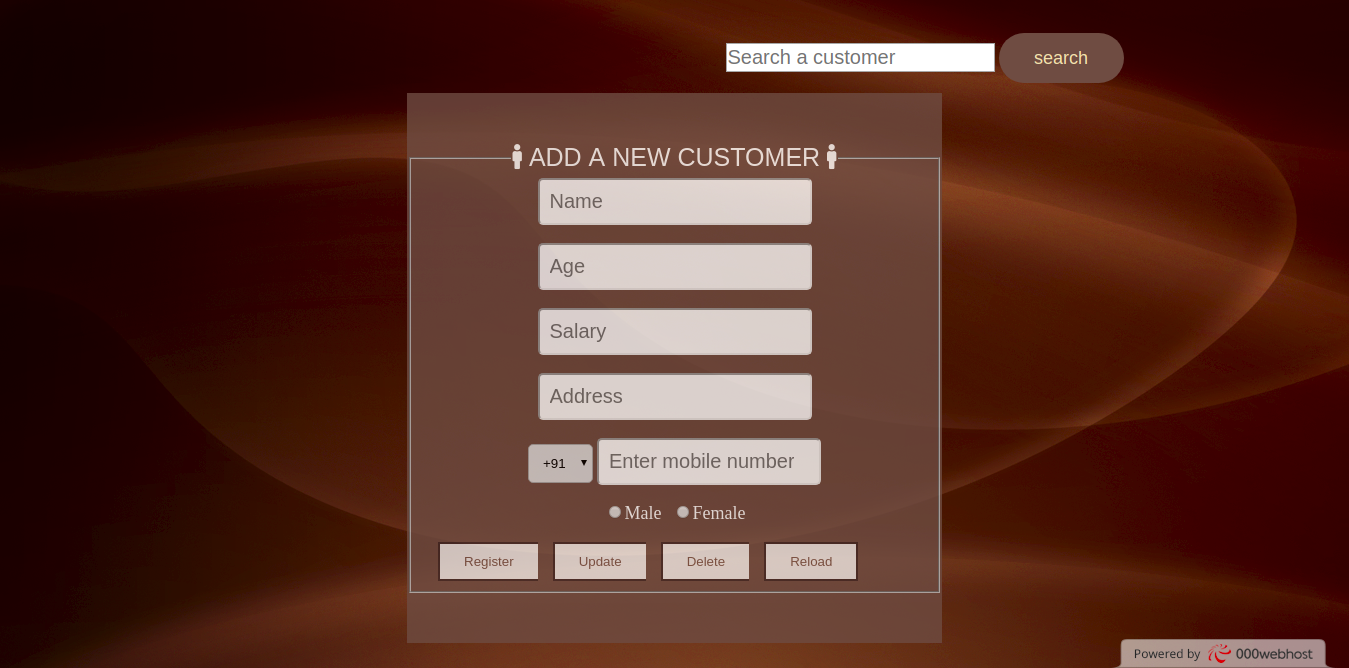 Search a customer search
ADD A NEW CUSTOMER
Name
Age
Salary
Address
+91 Enter mobile number
Male Female
Register Update Delete Reload
Powered by 000webhost